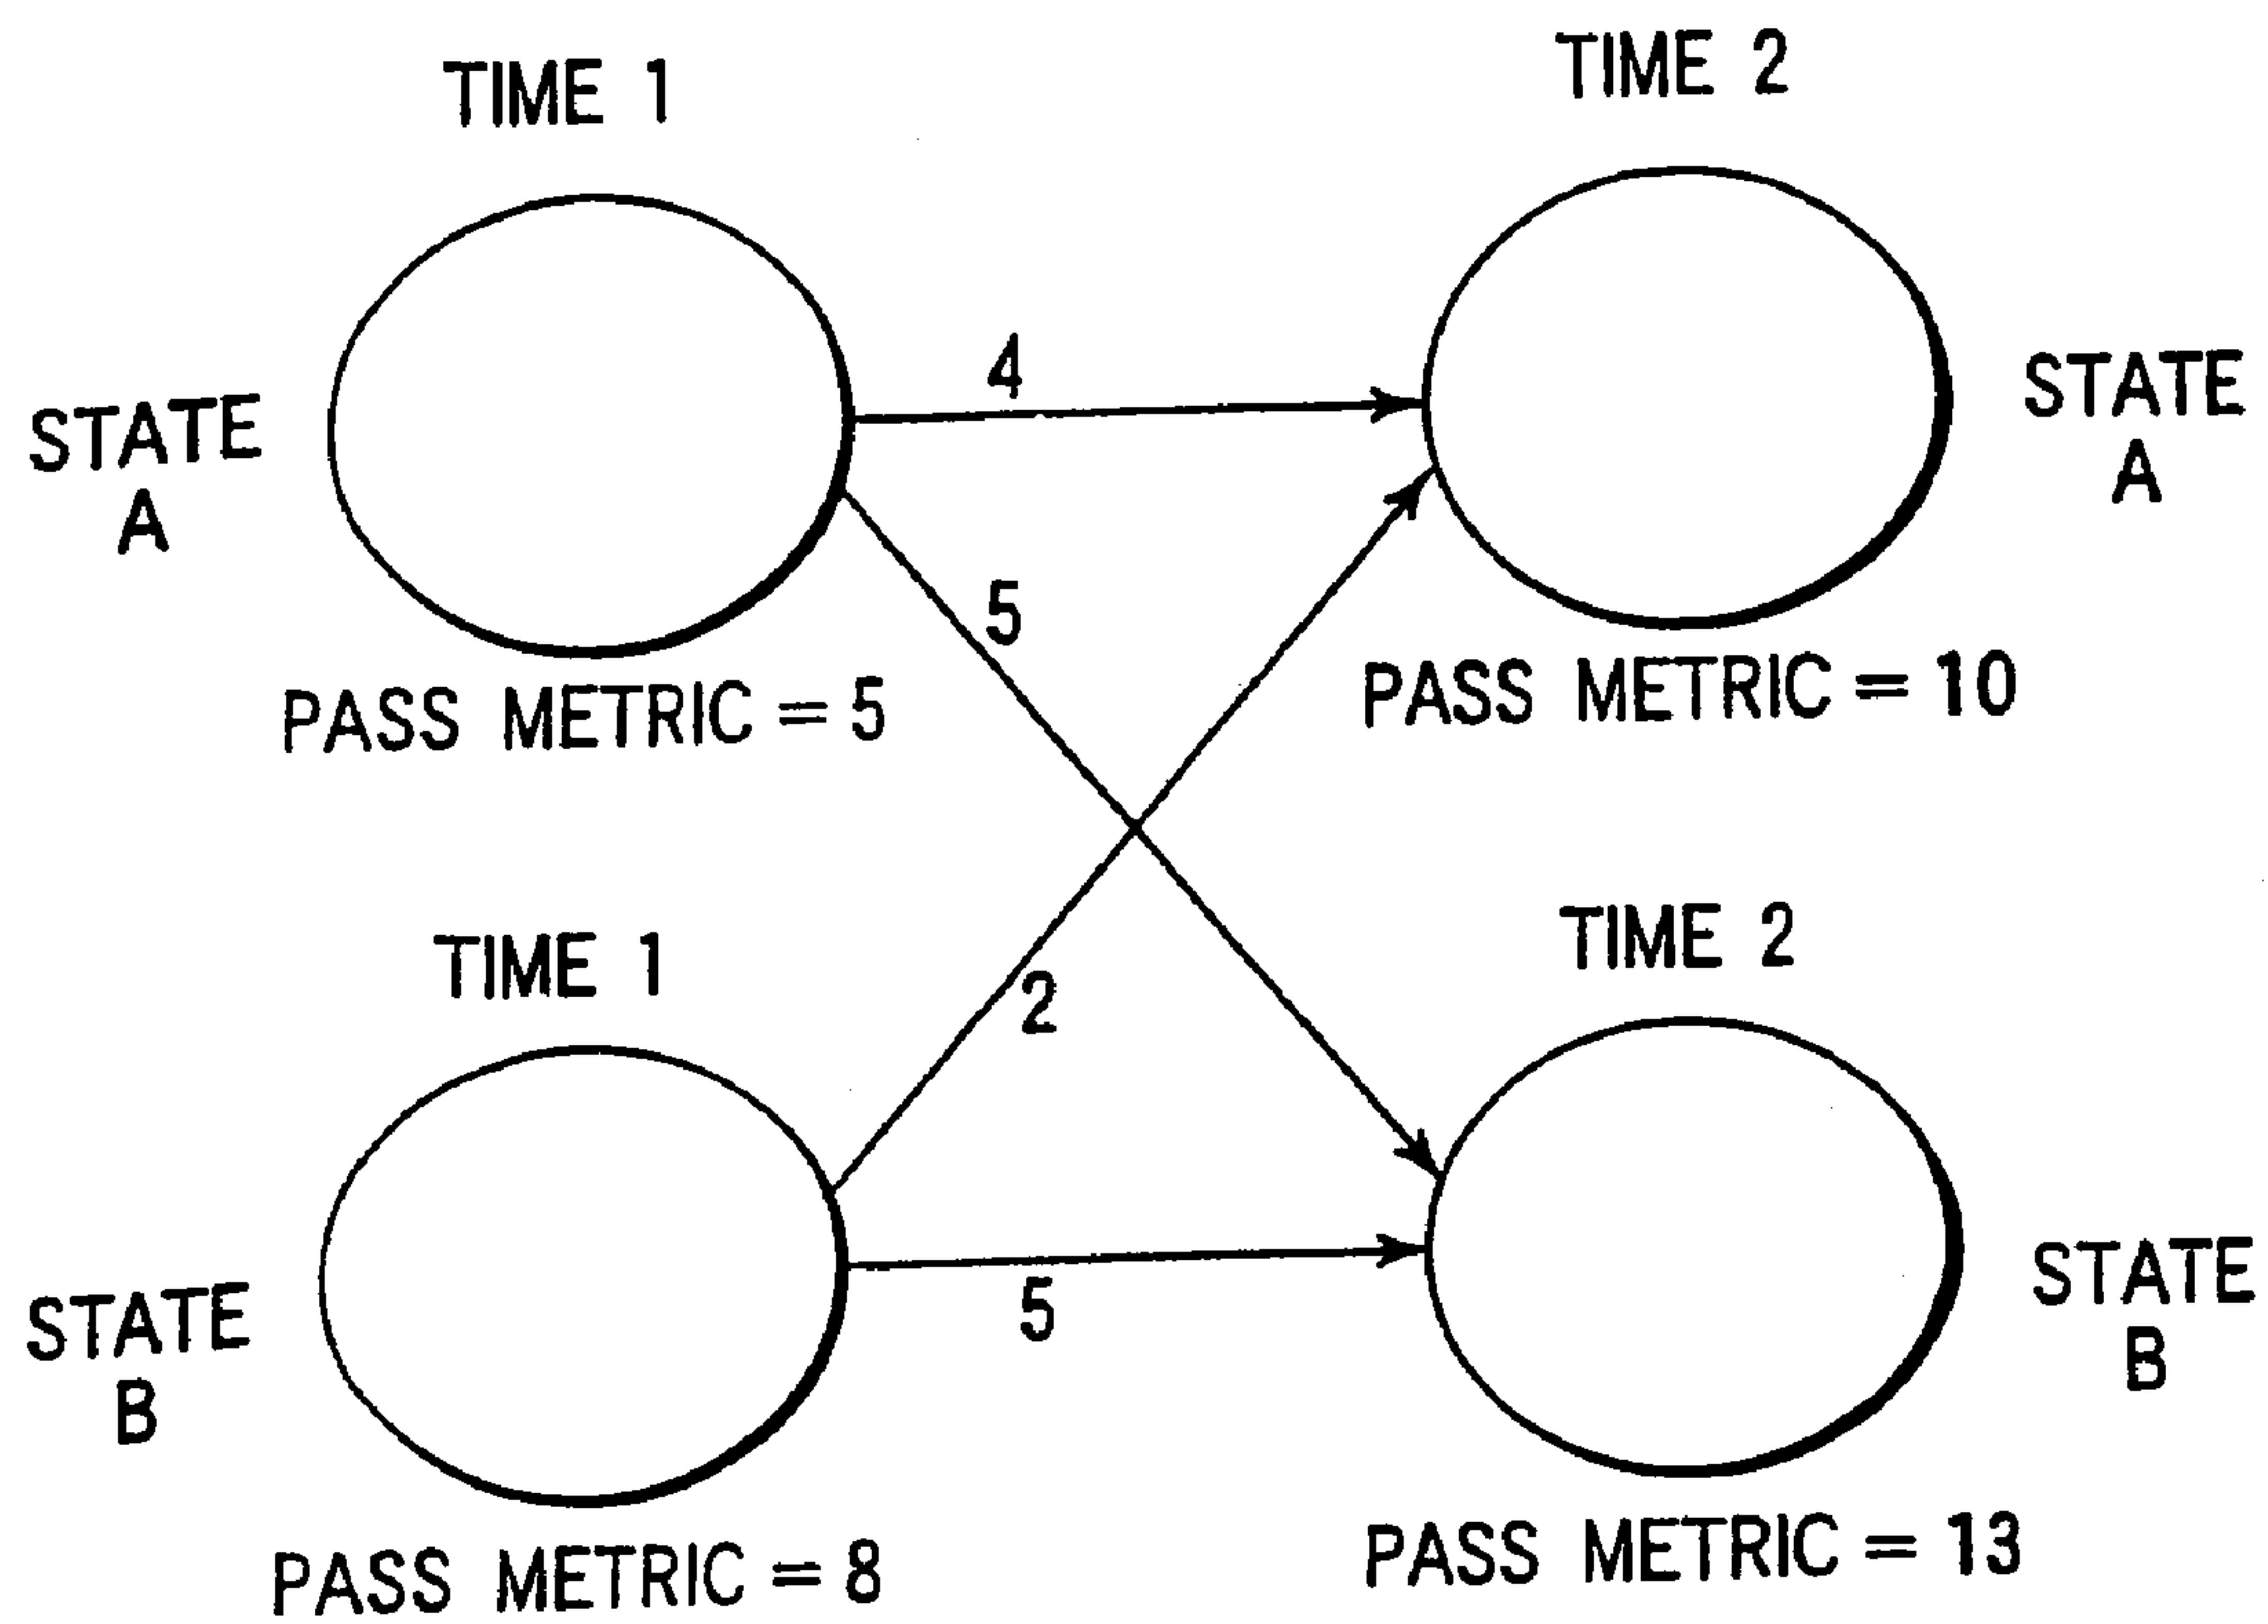 TIME 1
TIME 2
STATE
A
4
STATE
A
5
PASS METRIC = 5
PASS METRIC = 10
TIME 1
TIME 2
2
STATE
B
5
STATE
B
PASS METRIC = 8
PASS METRIC = 13